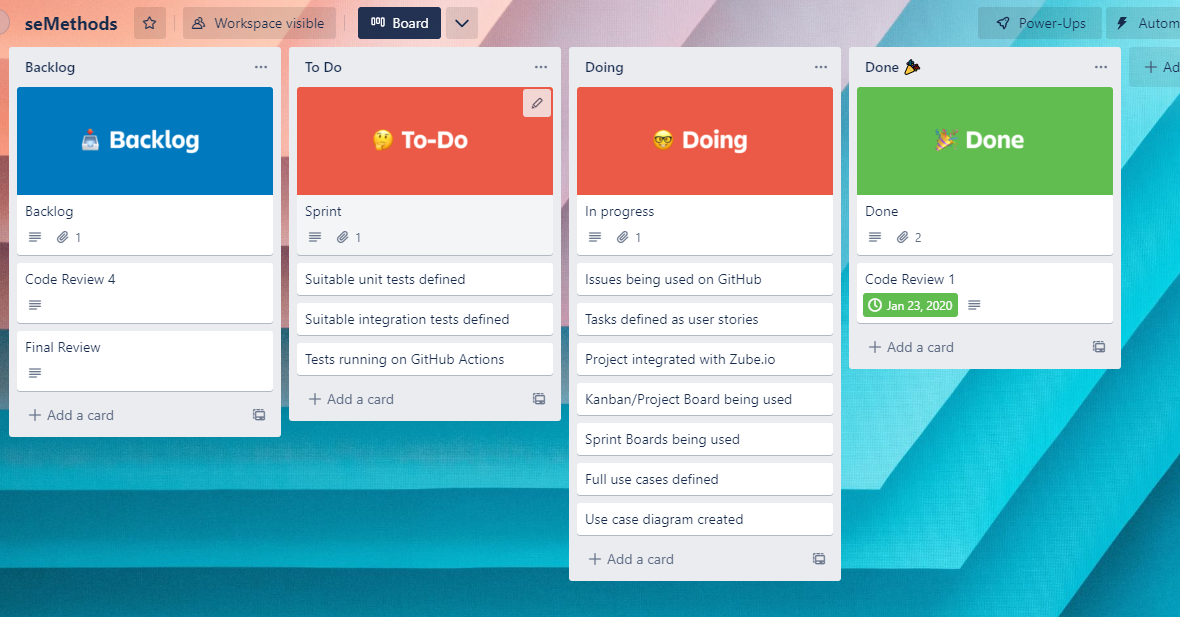 seMethods
Workspace visible
Board
Power-Ups
Autom
Backlog
Backlog
Backlog
1
Code Review 4
Final Review
+ Add a card
To Do
To-Do
Sprint
1
Suitable unit tests defined
Suitable integration tests defined
Tests running on GitHub Actions
+ Add a card
Doing
Doing
In progress
1
Issues being used on GitHub
Tasks defined as user stories
Project integrated with Zube.io
Kanban/Project Board being used
Sprint Boards being used
Full use cases defined
Use case diagram created
+ Add a card
Done
Done
Done
2
Code Review 1
Jan 23, 2020
+ Add a card
+ Ad